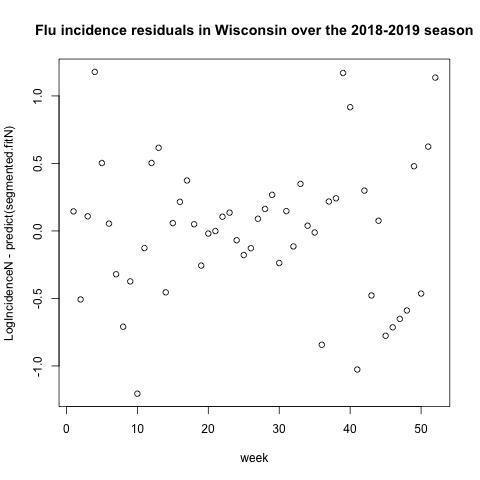 Flu incidence residuals in Wisconsin over the 2018-2019 season
LogIncidenceN - predict(segmented.fitN)
1.0
0.5
0.0
-0.5
-1.0
0 10 20 30 40 50
week